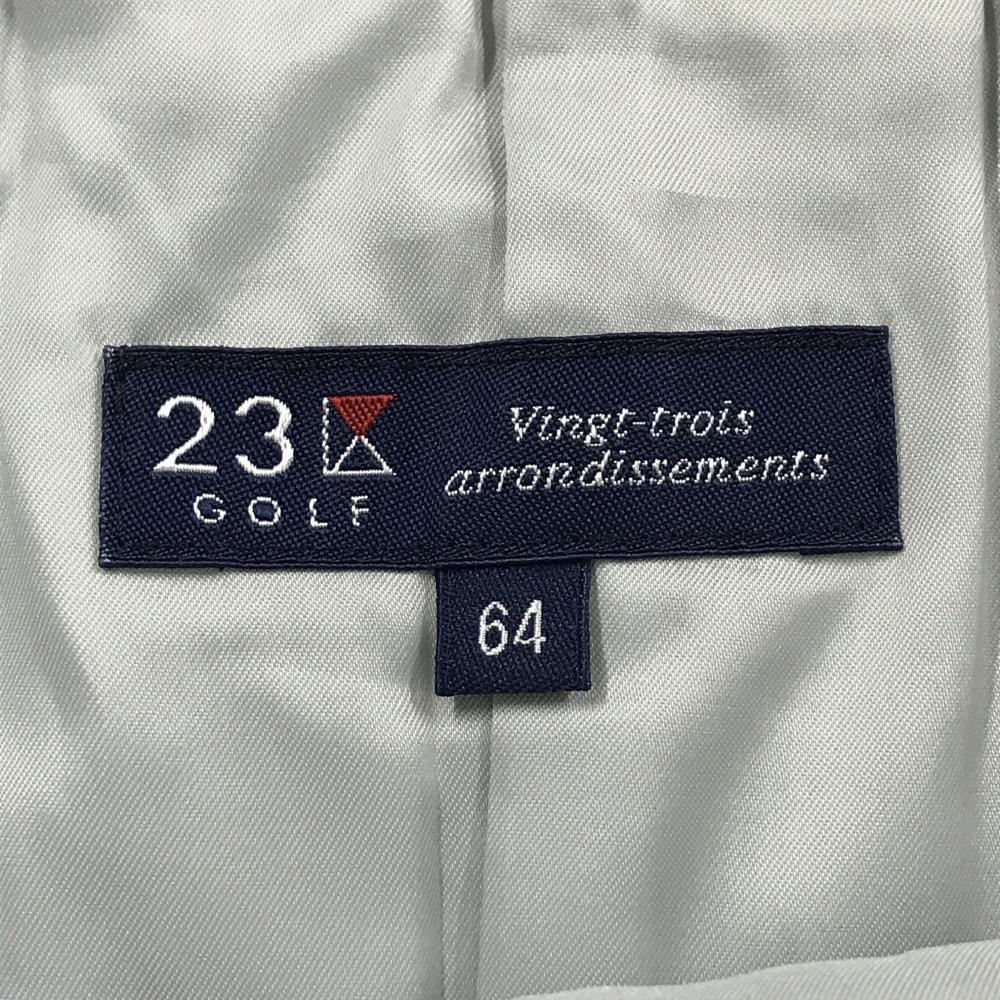 23
GOLF
Vingt-trois
arrondissements
64